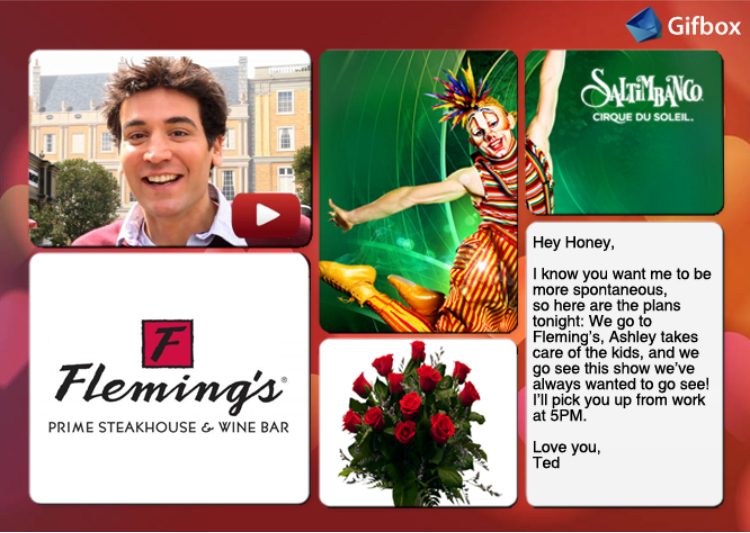 Gifbox
SALTIMBANCO
CIRQUE DU SOLEIL.
Hey Honey,
I know you want me to be
more spontaneous,
so here are the plans
tonight: We go to
Fleming's, Ashley takes
care of the kids, and we
go see this show we've
always wanted to go see!
I'll pick you up from work
at 5PM.
Love you,
Ted
F
Fleming's®
PRIME STEAKHOUSE & WINE BAR